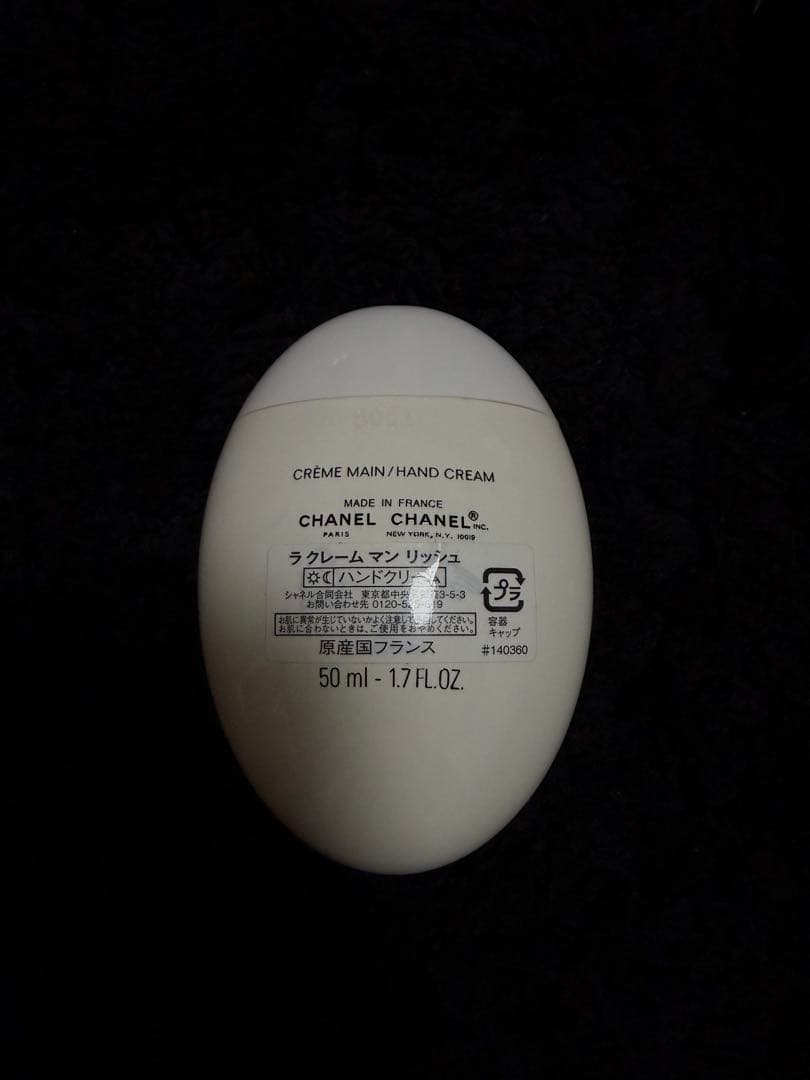 CRÈME MAIN/HAND CREAM
MADE IN FRANCE
CHANEL CHANEL® INC.
PARIS NEW YORK, N.Y. 10019
ラ クレーム マン リッシュ
ハンドクリーム
シャネル合同会社 東京都中央 3-5-3
お問い合わせ先 0120-525-519
お肌に異常が生じていないかよく注意して使用してください。
お肌に合わないときは、ご使用をおやめください。
原産国フランス
プラ
容器
キャップ
#140360
50 ml - 1.7 FL.OZ.